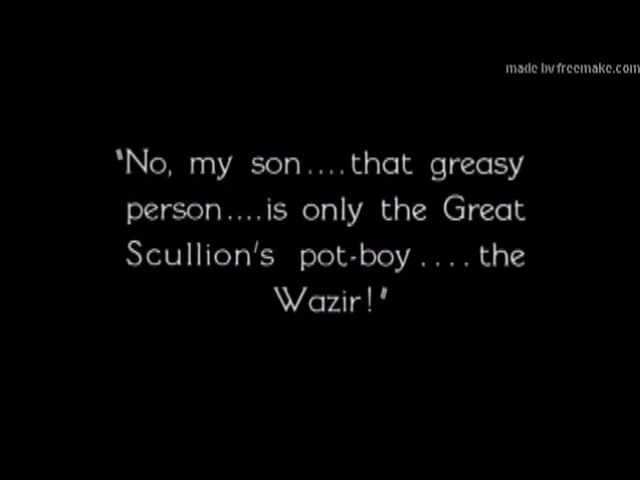 made by freemake.com
"No, my son....that greasy
person....is only the Great
Scullion's pot-boy....the
Wazir!"